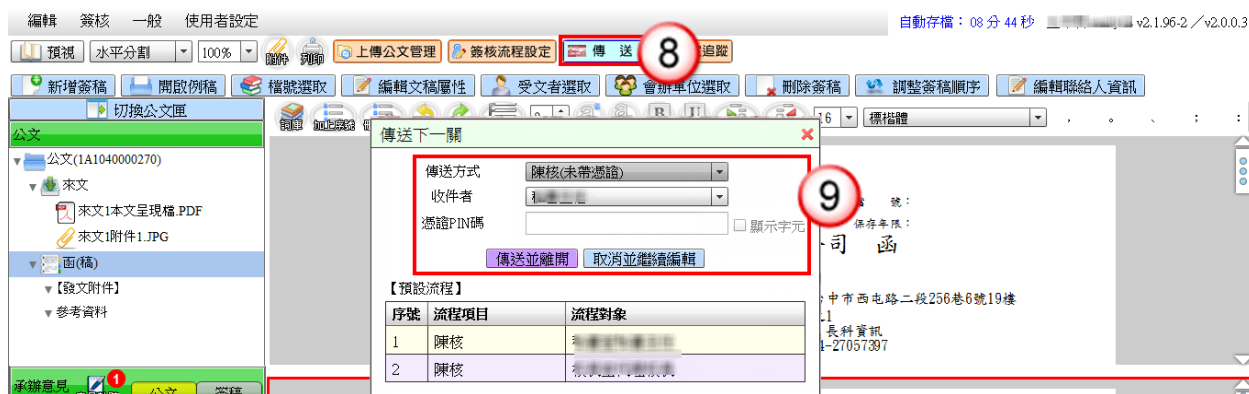 編輯 簽核 一般 使用者設定 自動存檔：08 分 44 秒 v2.1.96-2／v2.0.0.3
預視 水平分割 100% 附件 列印 上傳公文管理 簽核流程設定 傳 送 8 追蹤
新增簽稿 開啟例稿 檔號選取 編輯文稿屬性 受文者選取 會辦單位選取 刪除簽稿 調整簽稿順序 編輯聯絡人資訊
切換公文匣
B U 16 標楷體 ， 。 、 ； ：
公文
傳送下一關
公文(1A1040000270)
來文
來文1本文呈現檔.PDF
來文1附件1.JPG
函(稿)
【發文附件】
參考資料
傳送方式 陳核(未帶憑證)
收件者
憑證PIN碼 顯示字元
9
傳送並離開 取消並繼續編輯
【預設流程】
序號 流程項目 流程對象
1 陳核
2 陳核
號：
保存年限：
司 函
中市西屯路二段256巷6號19樓
長科資訊
4-27057397
承辦意見 1 公文 簽稿